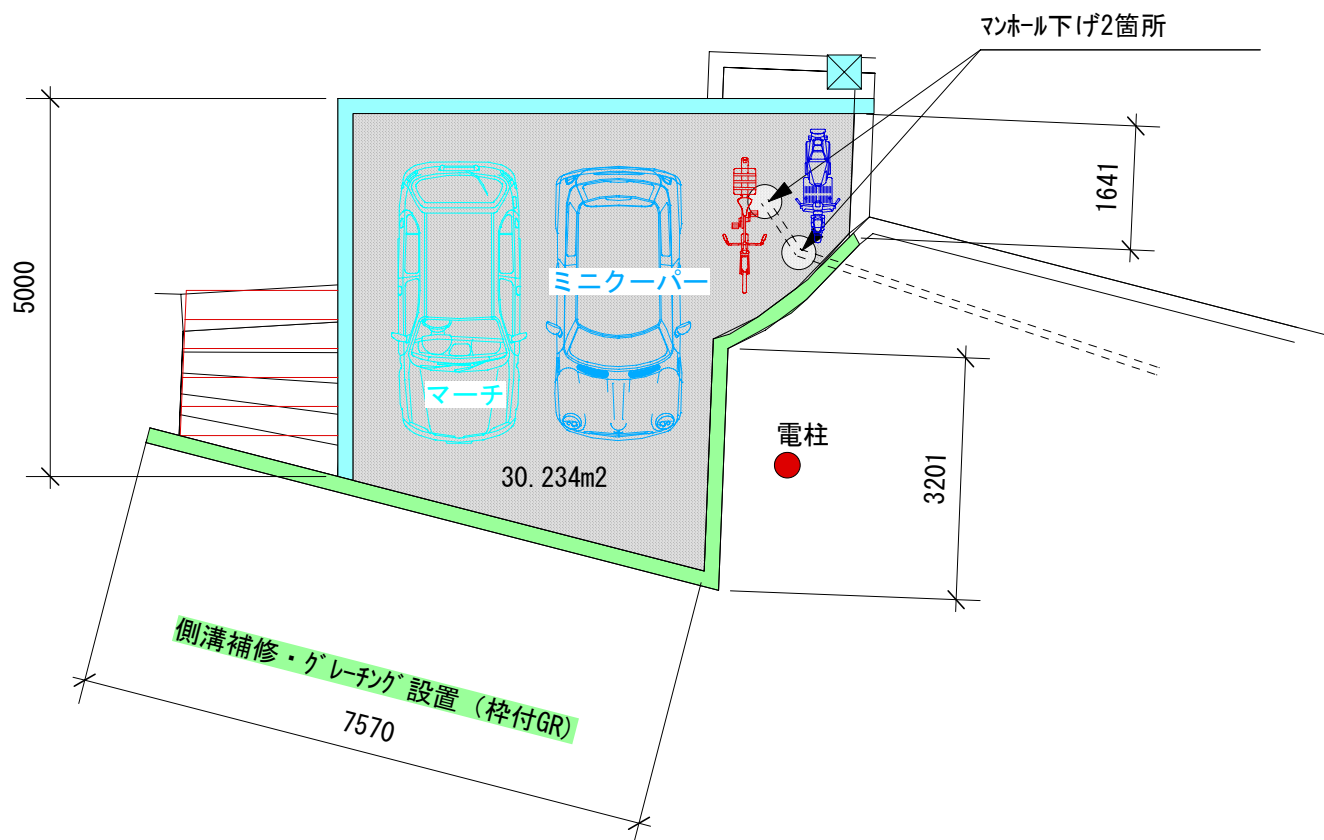 マンホール下げ2箇所
5000
1641
ミニクーパー
マーチ
電柱
30.234m2
3201
側溝補修・グレーチング設置（枠付GR）
7570